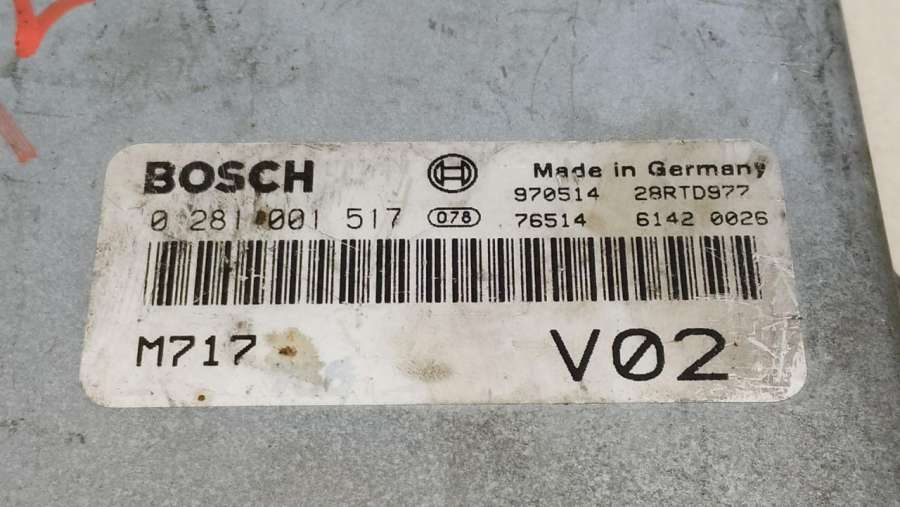 BOSCH Made in Germany
970514 28RTD977
0 281 001 517 078 76514 6142 0026
M717 V02